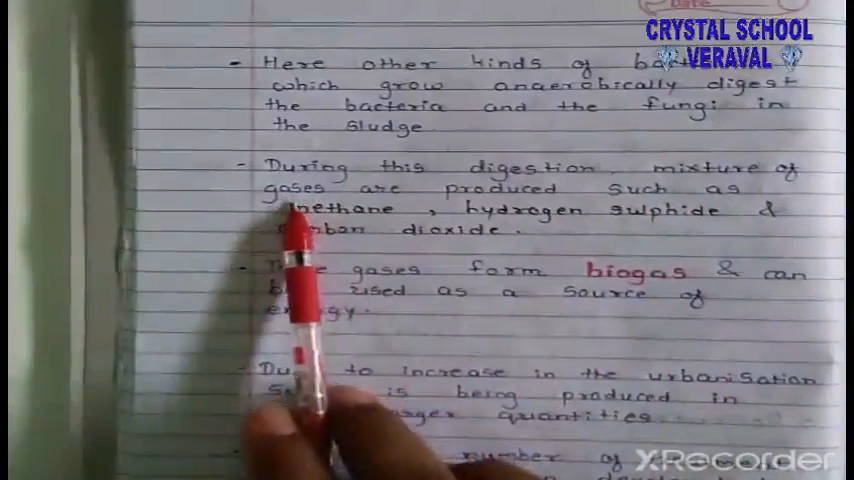 Date
CRYSTAL SCHOOL
VERAVAL
- Here other kinds of
which grow anaerobically digest
the bacteria and the fungi in
the sludge
- During this digestion, mixture of
gases are produced such as
methane, hydrogen sulphide &
dioxide.
- gases form biogas & can
used as a source of
to increase in the urbanisation
is being produced in
quantities.
number of
XRecorder